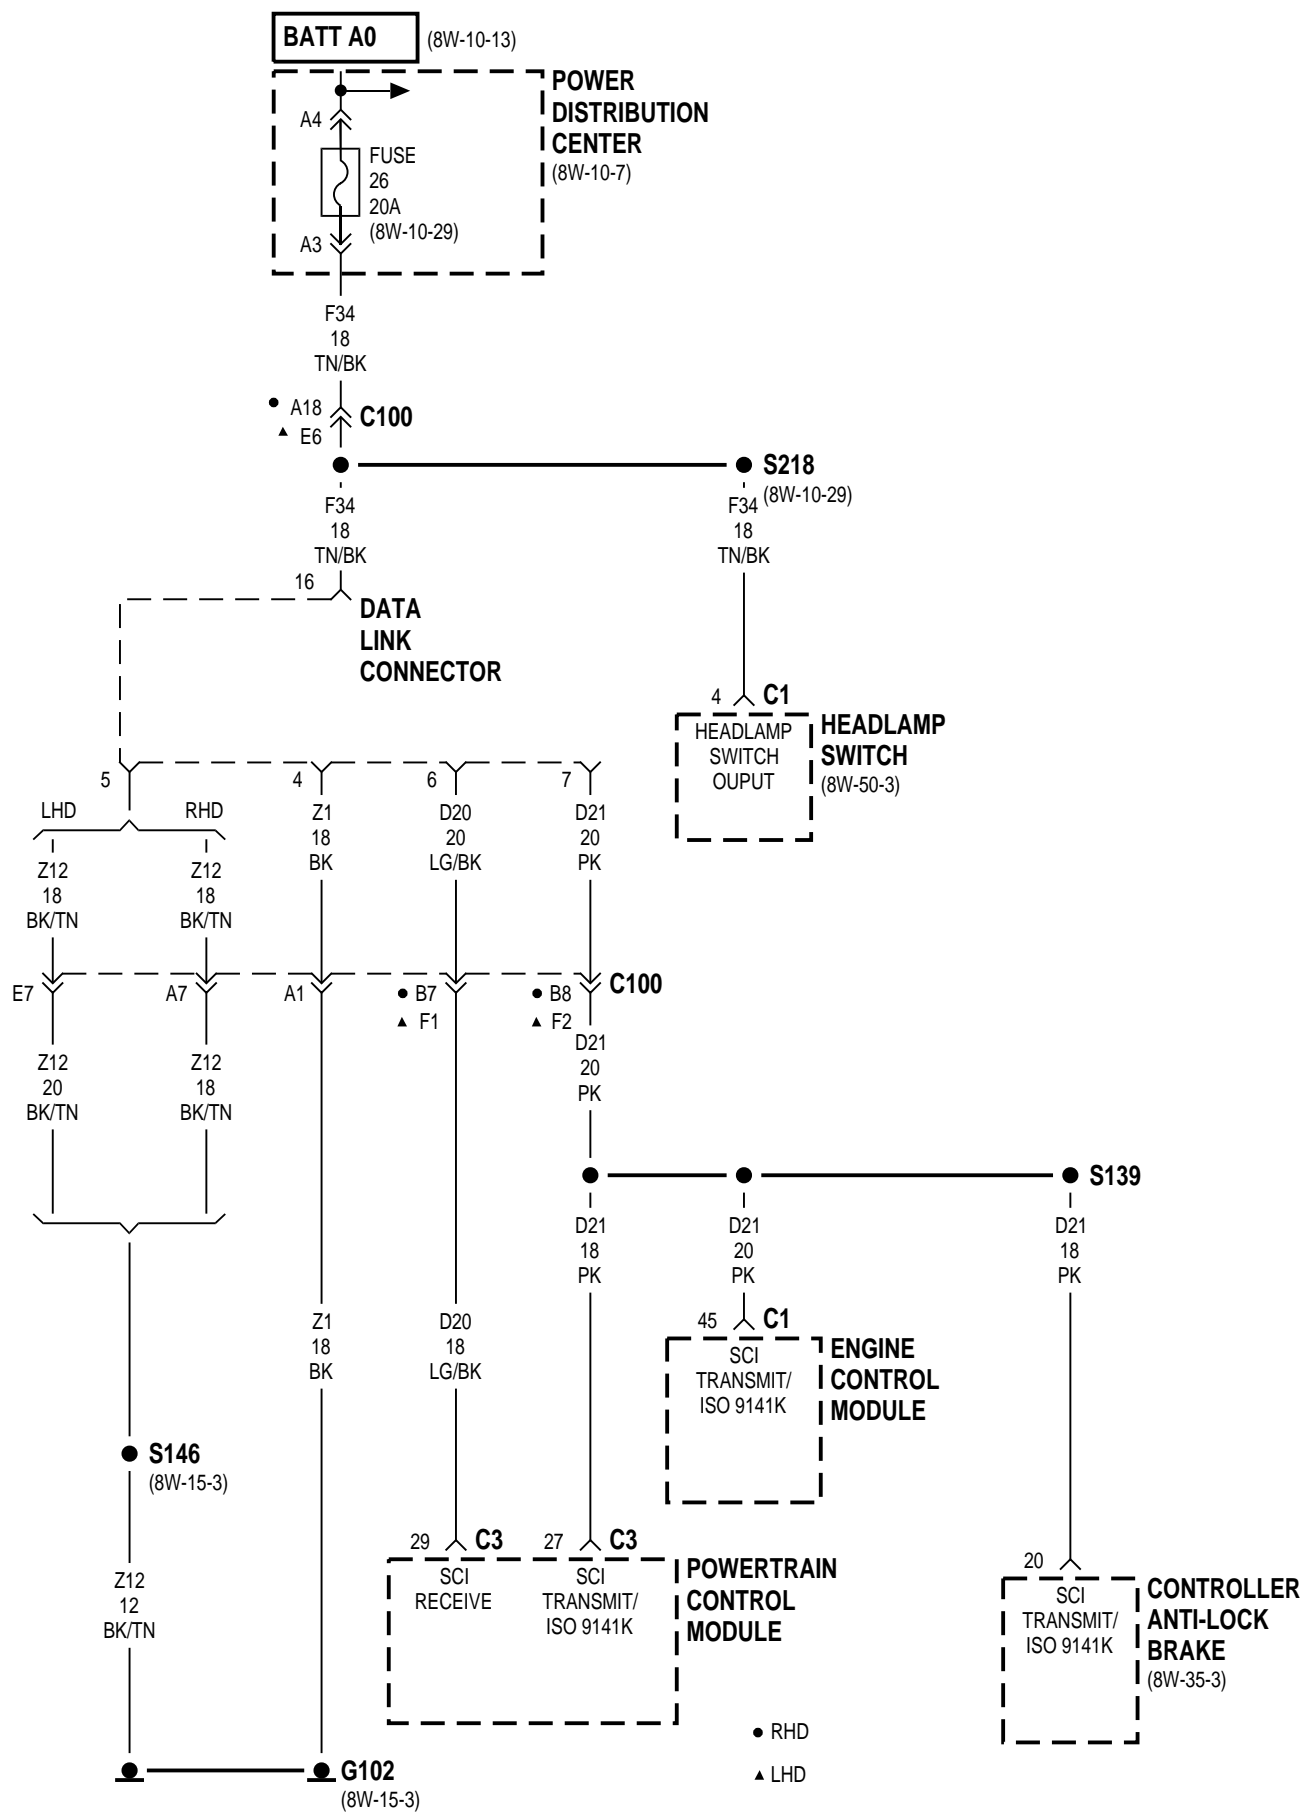 BATT A0
(8W-10-13)
POWER
DISTRIBUTION
CENTER
(8W-10-7)
A4
FUSE
26
20A
(8W-10-29)
A3
F34
18
TN/BK
A18
E6
C100
S218
(8W-10-29)
F34
18
TN/BK
F34
18
TN/BK
16
DATA
LINK
CONNECTOR
4
C1
HEADLAMP
SWITCH
OUPUT
HEADLAMP
SWITCH
(8W-50-3)
5
4
6
7
LHD
RHD
Z1
18
BK
D20
20
LG/BK
D21
20
PK
Z12
18
BK/TN
Z12
18
BK/TN
E7
A7
A1
B7
F1
B8
F2
C100
D21
20
PK
Z12
20
BK/TN
Z12
18
BK/TN
S139
D21
18
PK
D21
20
PK
D21
18
PK
45
C1
SCI
TRANSMIT/
ISO 9141K
ENGINE
CONTROL
MODULE
Z1
18
BK
D20
18
LG/BK
S146
(8W-15-3)
29
C3
27
C3
SCI
RECEIVE
SCI
TRANSMIT/
ISO 9141K
POWERTRAIN
CONTROL
MODULE
20
SCI
TRANSMIT/
ISO 9141K
CONTROLLER
ANTI-LOCK
BRAKE
(8W-35-3)
Z12
12
BK/TN
RHD
LHD
G102
(8W-15-3)